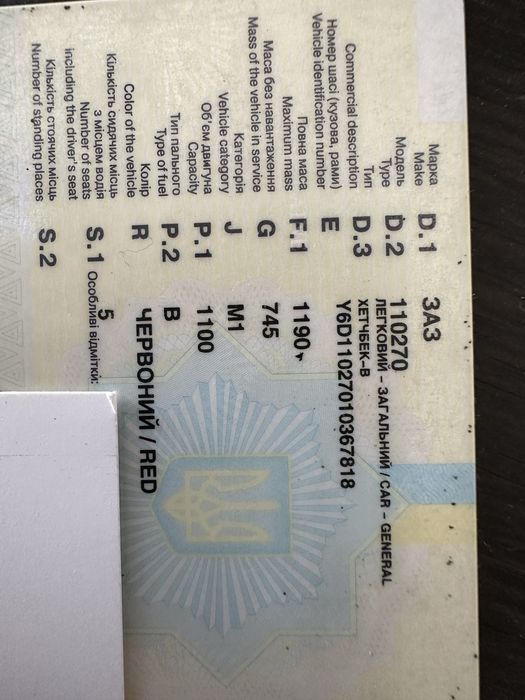 Марка
Make D.1 ЗАЗ
Модель
Type D.2 110270
ЛЕГКОВИЙ - ЗАГАЛЬНИЙ / CAR - GENERAL
Тип
Commercial description D.3 ХЕТЧБЕК-В
Номер шасі (кузова, рами)
Vehicle identification number E Y6D11027010367818
Повна маса
Maximum mass F.1 1190
Маса без навантаження
Mass of the vehicle in service G 745
Категорія
Vehicle category J M1
Об'єм двигуна
Capacity P.1 1100
Тип пального
Type of fuel P.2 B
Колір
Color of the vehicle R ЧЕРВОНИЙ / RED
Кількість сидячих місць
з місцем водія
Number of seats
including the driver's seat S.1 5
Особливі відмітки:
Кількість стоячих місць
Number of standing places S.2